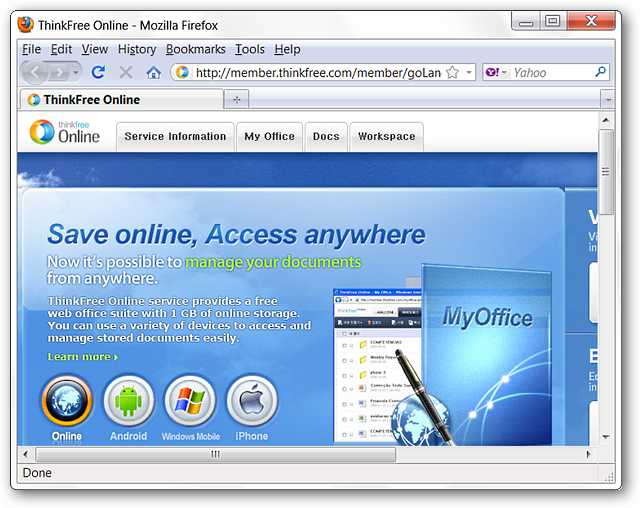 ThinkFree Online - Mozilla Firefox
File Edit View History Bookmarks Tools Help
http://member.thinkfree.com/member/goLan
Yahoo
ThinkFree Online
thinkfree
Online
Service Information My Office Docs Workspace
Save online, Access anywhere
Now it's possible to manage your documents
from anywhere.
ThinkFree Online service provides a free
web office suite with 1 GB of online storage.
You can use a variety of devices to access and
manage stored documents easily.
Learn more
MyOffice
Online Android Windows Mobile iPhone
Done